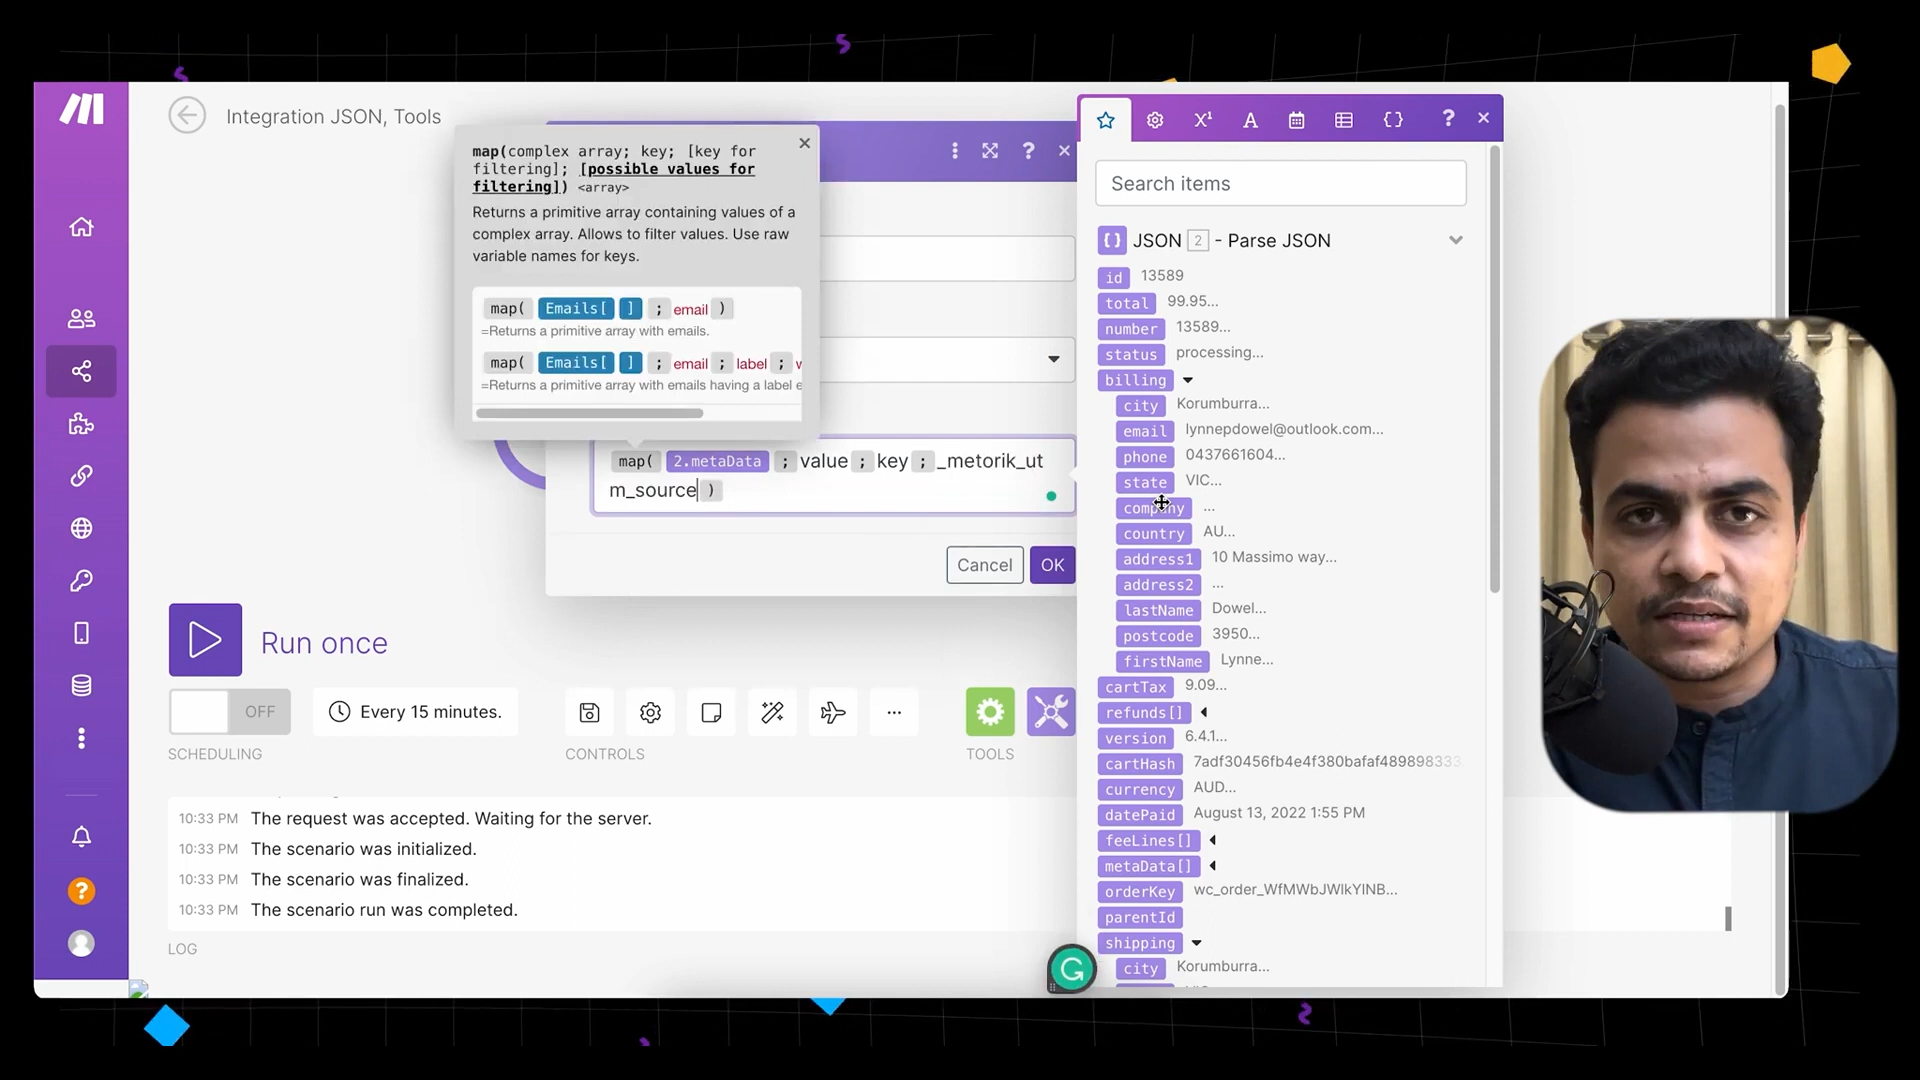 Integration JSON, Tools
map(complex array; key; [key for
filtering]; [possible values for
filtering]) <array>
Returns a primitive array containing values of a
complex array. Allows to filter values. Use raw
variable names for keys.
map( Emails[ ] ; email )
=Returns a primitive array with emails.
map( Emails[ ] ; email ; label ;
=Returns a primitive array with emails having a label
map( 2.metaData ; value ; key ; _metorik_ut
m_source )
Cancel OK
Run once
OFF
Every 15 minutes.
SCHEDULING
CONTROLS
TOOLS
10:33 PM The request was accepted. Waiting for the server.
10:33 PM The scenario was initialized.
10:33 PM The scenario was finalized.
10:33 PM The scenario run was completed.
LOG
Search items
{} JSON 2 - Parse JSON
id 13589
total 99.95...
number 13589...
status processing...
billing
city Korumburra...
email lynnepdowel@outlook.com...
phone 0437661604...
state VIC...
company ...
country AU...
address1 10 Massimo way...
address2 ...
lastName Dowel...
postcode 3950...
firstName Lynne...
cartTax 9.09...
refunds[]
version 6.4.1...
cartHash 7adf30456fb4e4f380bafaf489898333
currency AUD...
datePaid August 13, 2022 1:55 PM
feeLines[]
metaData[]
orderKey wc_order_WfMWbJWlkYlNB...
parentId
shipping
city Korumburra...